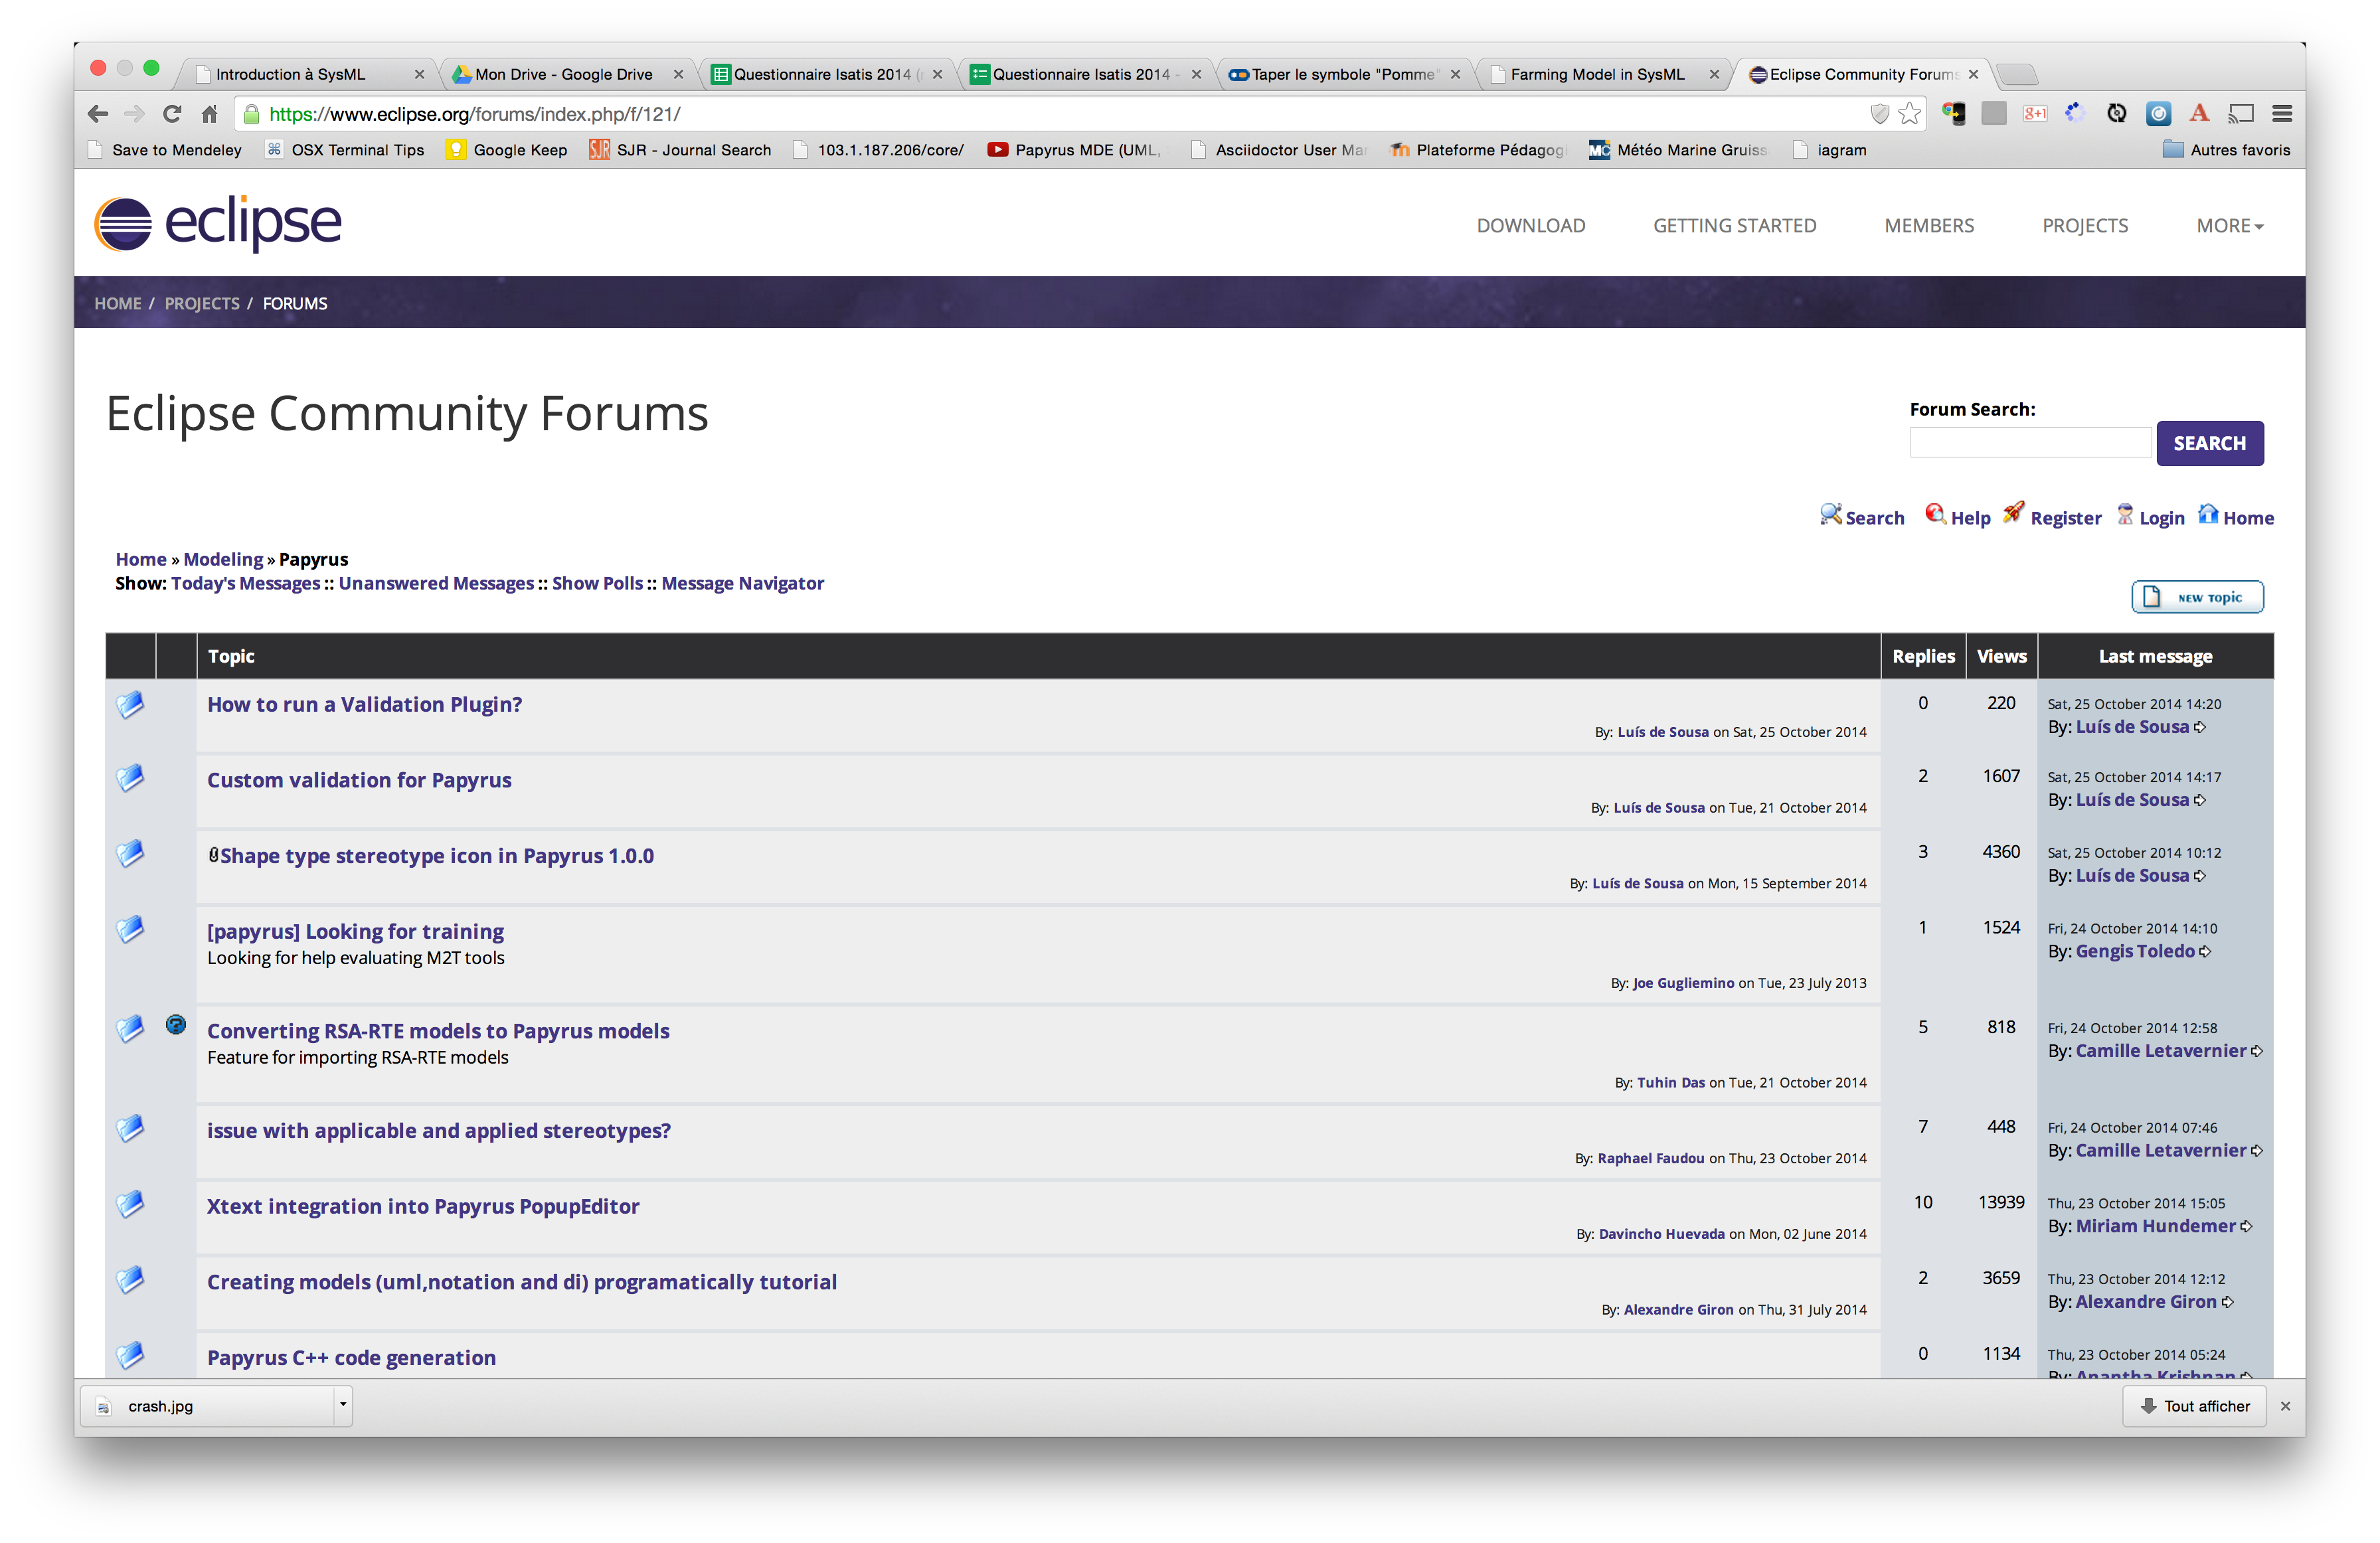 Introduction à SysML
Mon Drive - Google Drive
Questionnaire Isatis 2014 (
Questionnaire Isatis 2014 -
Taper le symbole "Pomme"
Farming Model in SysML
Eclipse Community Forums
https://www.eclipse.org/forums/index.php/f/121/
g+1
A
Save to Mendeley
OSX Terminal Tips
Google Keep
SJR
SJR - Journal Search
103.1.187.206/core/
Papyrus MDE (UML,
Asciidoctor User Mar
Plateforme Pédagogi
MC
Météo Marine Gruiss
iagram
Autres favoris
eclipse
DOWNLOAD
GETTING STARTED
MEMBERS
PROJECTS
MORE
HOME / PROJECTS / FORUMS
Eclipse Community Forums
Forum Search:
SEARCH
Search Help Register Login Home
Home » Modeling » Papyrus
Show: Today's Messages :: Unanswered Messages :: Show Polls :: Message Navigator
NEW TOPIC
Topic Replies Views Last message
How to run a Validation Plugin? 0 220 Sat, 25 October 2014 14:20
By: Luís de Sousa on Sat, 25 October 2014 By: Luís de Sousa
Custom validation for Papyrus 2 1607 Sat, 25 October 2014 14:17
By: Luís de Sousa on Tue, 21 October 2014 By: Luís de Sousa
Shape type stereotype icon in Papyrus 1.0.0 3 4360 Sat, 25 October 2014 10:12
By: Luís de Sousa on Mon, 15 September 2014 By: Luís de Sousa
[papyrus] Looking for training 1 1524 Fri, 24 October 2014 14:10
Looking for help evaluating M2T tools By: Gengis Toledo
By: Joe Gugliemino on Tue, 23 July 2013
Converting RSA-RTE models to Papyrus models 5 818 Fri, 24 October 2014 12:58
Feature for importing RSA-RTE models By: Camille Letavernier
By: Tuhin Das on Tue, 21 October 2014
issue with applicable and applied stereotypes? 7 448 Fri, 24 October 2014 07:46
By: Raphael Faudou on Thu, 23 October 2014 By: Camille Letavernier
Xtext integration into Papyrus PopupEditor 10 13939 Thu, 23 October 2014 15:05
By: Davincho Huevada on Mon, 02 June 2014 By: Miriam Hundemer
Creating models (uml,notation and di) programatically tutorial 2 3659 Thu, 23 October 2014 12:12
By: Alexandre Giron on Thu, 31 July 2014 By: Alexandre Giron
Papyrus C++ code generation 0 1134 Thu, 23 October 2014 05:24
By: Anantha Krishnan
crash.jpg
Tout afficher